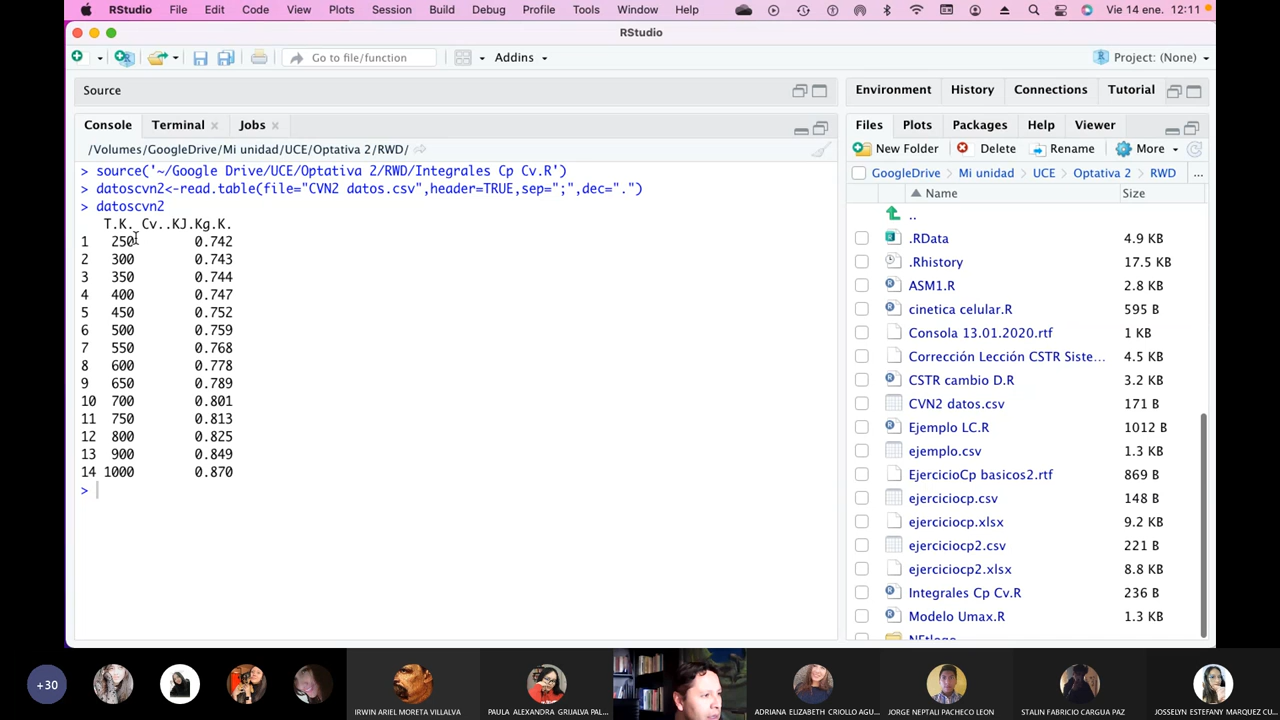 RStudio File Edit Code View Plots Session Build Debug Profile Tools Window Help Vie 14 ene. 12:11
RStudio
Go to file/function Addins Project: (None)
Source
Environment History Connections Tutorial
Console Terminal Jobs
Files Plots Packages Help Viewer
/Volumes/GoogleDrive/Mi unidad/UCE/Optativa 2/RWD/
New Folder Delete Rename More
> source('~/Google Drive/UCE/Optativa 2/RWD/Integrales Cp Cv.R')
> datoscvn2<-read.table(file="CVN2 datos.csv",header=TRUE,sep=";",dec=".")
> datoscvn2
T.K. Cv..KJ.Kg.K.
1 250 0.742
2 300 0.743
3 350 0.744
4 400 0.747
5 450 0.752
6 500 0.759
7 550 0.768
8 600 0.778
9 650 0.789
10 700 0.801
11 750 0.813
12 800 0.825
13 900 0.849
14 1000 0.870
>
GoogleDrive Mi unidad UCE Optativa 2 RWD ...
Name Size
..
.RData 4.9 KB
.Rhistory 17.5 KB
ASM1.R 2.8 KB
cinetica celular.R 595 B
Consola 13.01.2020.rtf 1 KB
Corrección Lección CSTR Siste... 4.5 KB
CSTR cambio D.R 3.2 KB
CVN2 datos.csv 171 B
Ejemplo LC.R 1012 B
ejemplo.csv 1.3 KB
EjercicioCp basicos2.rtf 869 B
ejerciciocp.csv 148 B
ejerciciocp.xlsx 9.2 KB
ejerciciocp2.csv 221 B
ejerciciocp2.xlsx 8.8 KB
Integrales Cp Cv.R 236 B
Modelo Umax.R 1.3 KB
+30
IRWIN ARIEL MORETA VILLALVA
PAULA ALEXANDRA GRIJALVA PAL...
ADRIANA ELIZABETH CRIOLLO AGU...
JORGE NEPTALI PACHECO LEON
STALIN FABRICIO CARGUA PAZ
JOSSELYN ESTEFANY MARQUEZ CU...